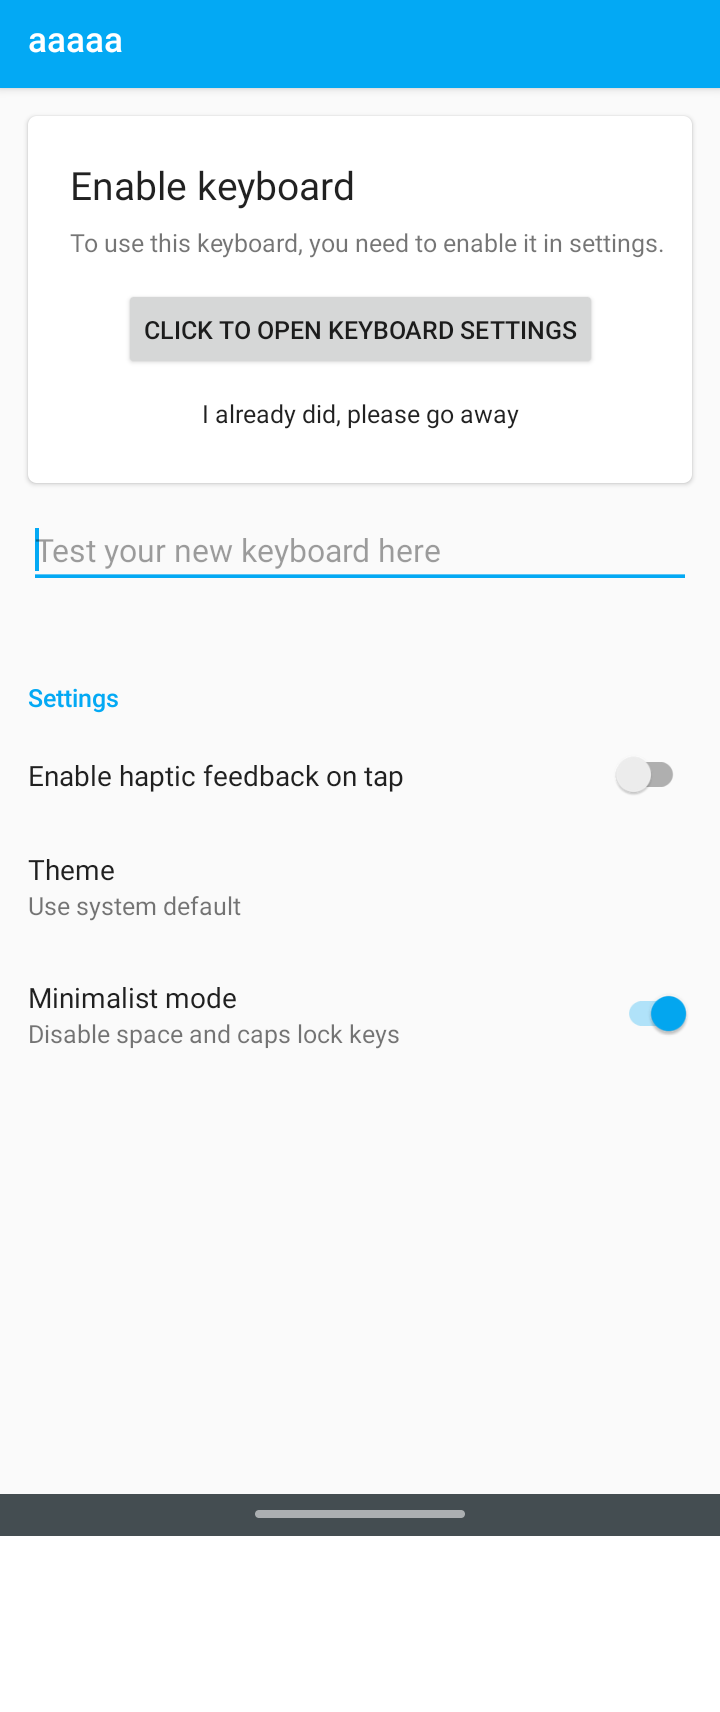 aaaaa
Enable keyboard
To use this keyboard, you need to enable it in settings.
CLICK TO OPEN KEYBOARD SETTINGS
I already did, please go away
Test your new keyboard here
Settings
Enable haptic feedback on tap
Theme
Use system default
Minimalist mode
Disable space and caps lock keys